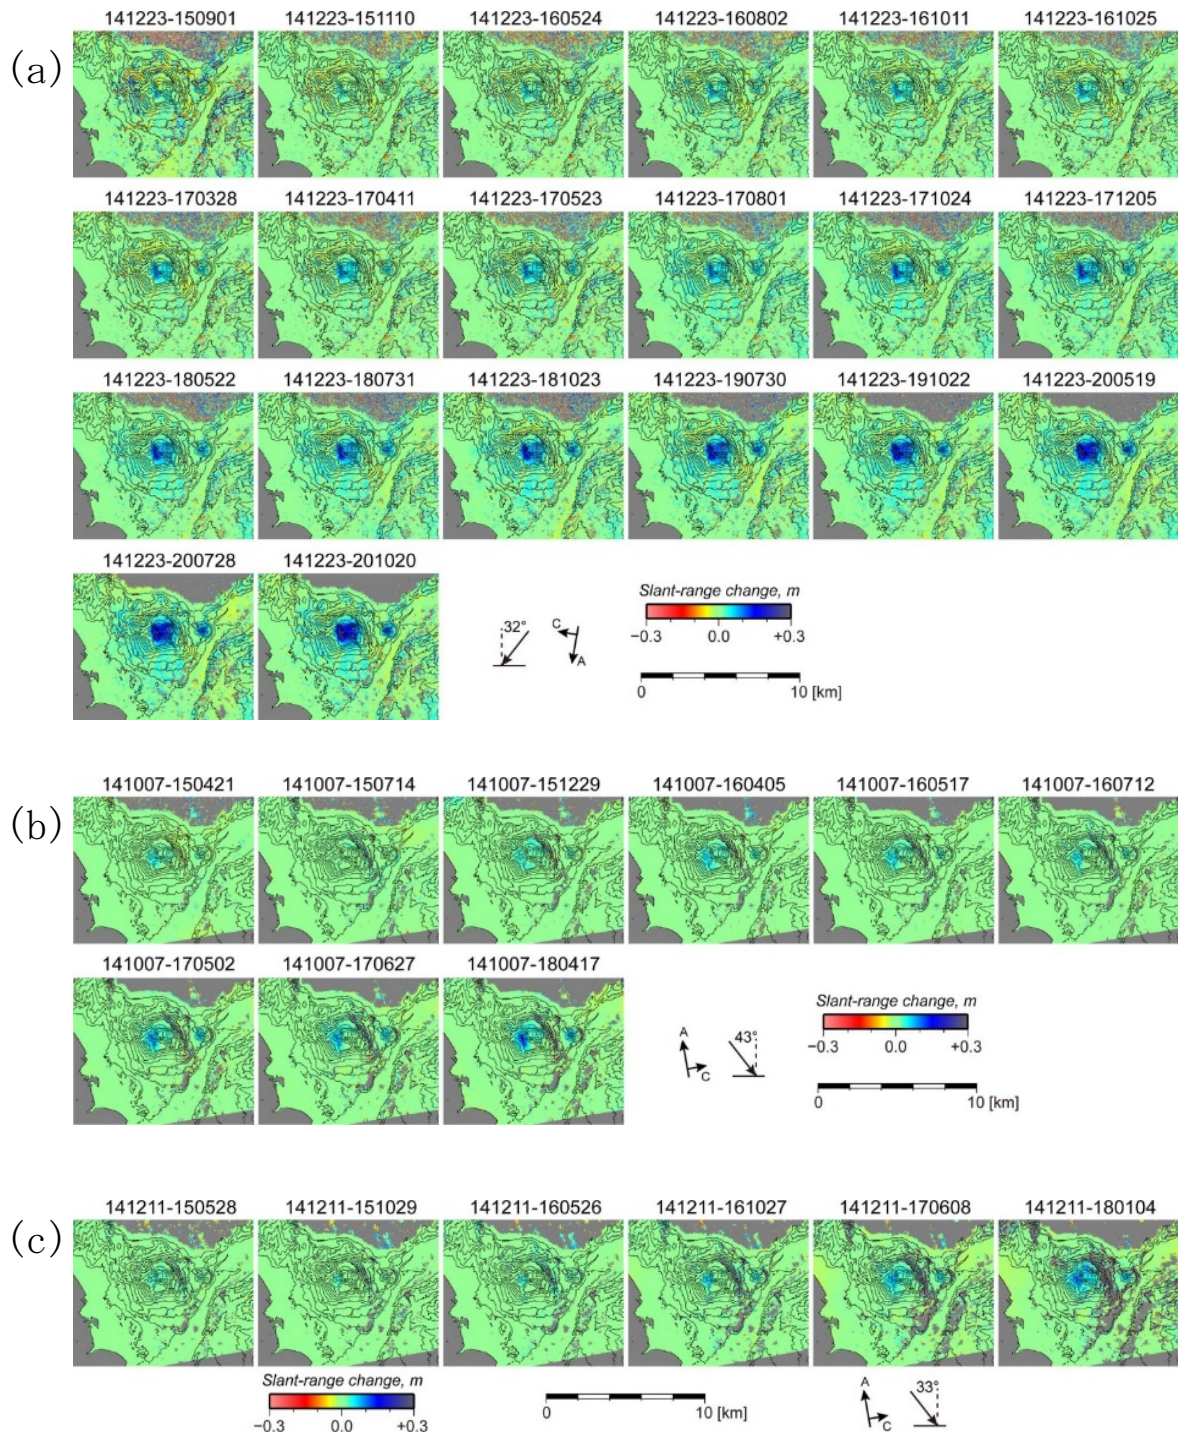 (a)
141223-150901 141223-151110 141223-160524 141223-160802 141223-161011 141223-161025
141223-170328 141223-170411 141223-170523 141223-170801 141223-171024 141223-171205
141223-180522 141223-180731 141223-181023 141223-190730 141223-191022 141223-200519
141223-200728 141223-201020
32°
C
A
Slant-range change, m
−0.3 0.0 +0.3
0 10 [km]
(b)
141007-150421 141007-150714 141007-151229 141007-160405 141007-160517 141007-160712
141007-170502 141007-170627 141007-180417
A
C
43°
Slant-range change, m
−0.3 0.0 +0.3
0 10 [km]
(c)
141211-150528 141211-151029 141211-160526 141211-161027 141211-170608 141211-180104
Slant-range change, m
−0.3 0.0 +0.3
0 10 [km]
A
C
33°